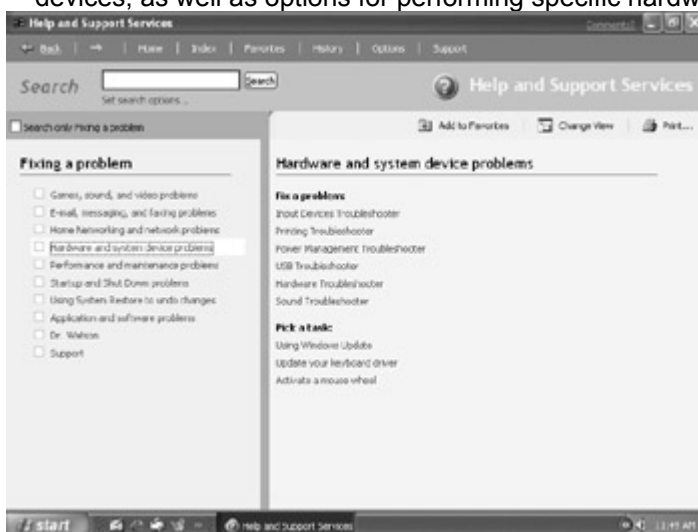 devices, as well as options for performing specific hardw
Help and Support Services
Comments?
Back | Home | Index | Favorites | History | Options | Support
Search
Search
Set search options...
Help and Support Services
Search only Fixing a problem
Add to Favorites
Change View
Print...
Fixing a problem
Games, sound, and video problems
E-mail, messaging, and faxing problems
Home Networking and network problems
Hardware and system device problems
Performance and maintenance problems
Startup and Shut Down problems
Using System Restore to undo changes
Application and software problems
Dr. Watson
Support
Hardware and system device problems
Fix a problem:
Input Devices Troubleshooter
Printing Troubleshooter
Power Management Troubleshooter
USB Troubleshooter
Hardware Troubleshooter
Sound Troubleshooter
Pick a task:
Using Windows Update
Update your keyboard driver
Activate a mouse wheel
start
Help and Support Services
11:49 AM